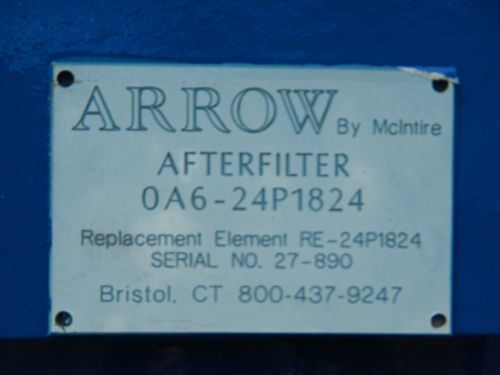 ARROW By McIntire
AFTERFILTER
0A6-24P1824
Replacement Element RE-24P1824
SERIAL NO. 27-890
Bristol, CT 800-437-9247